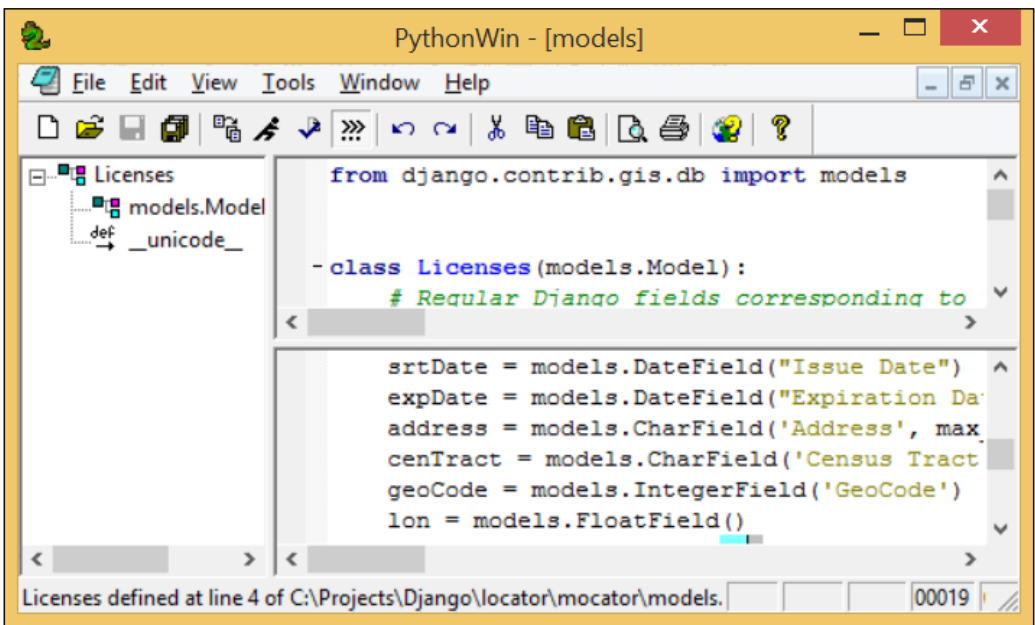 PythonWin - [models]
File Edit View Tools Window Help
Licenses
models.Model
def __unicode__
from django.contrib.gis.db import models
class Licenses(models.Model):
# Regular Django fields corresponding to
srtDate = models.DateField("Issue Date")
expDate = models.DateField("Expiration Da
address = models.CharField('Address', max_
cenTract = models.CharField('Census Tract
geoCode = models.IntegerField('GeoCode')
lon = models.FloatField()
Licenses defined at line 4 of C:\Projects\Django\locator\mocator\models.
00019